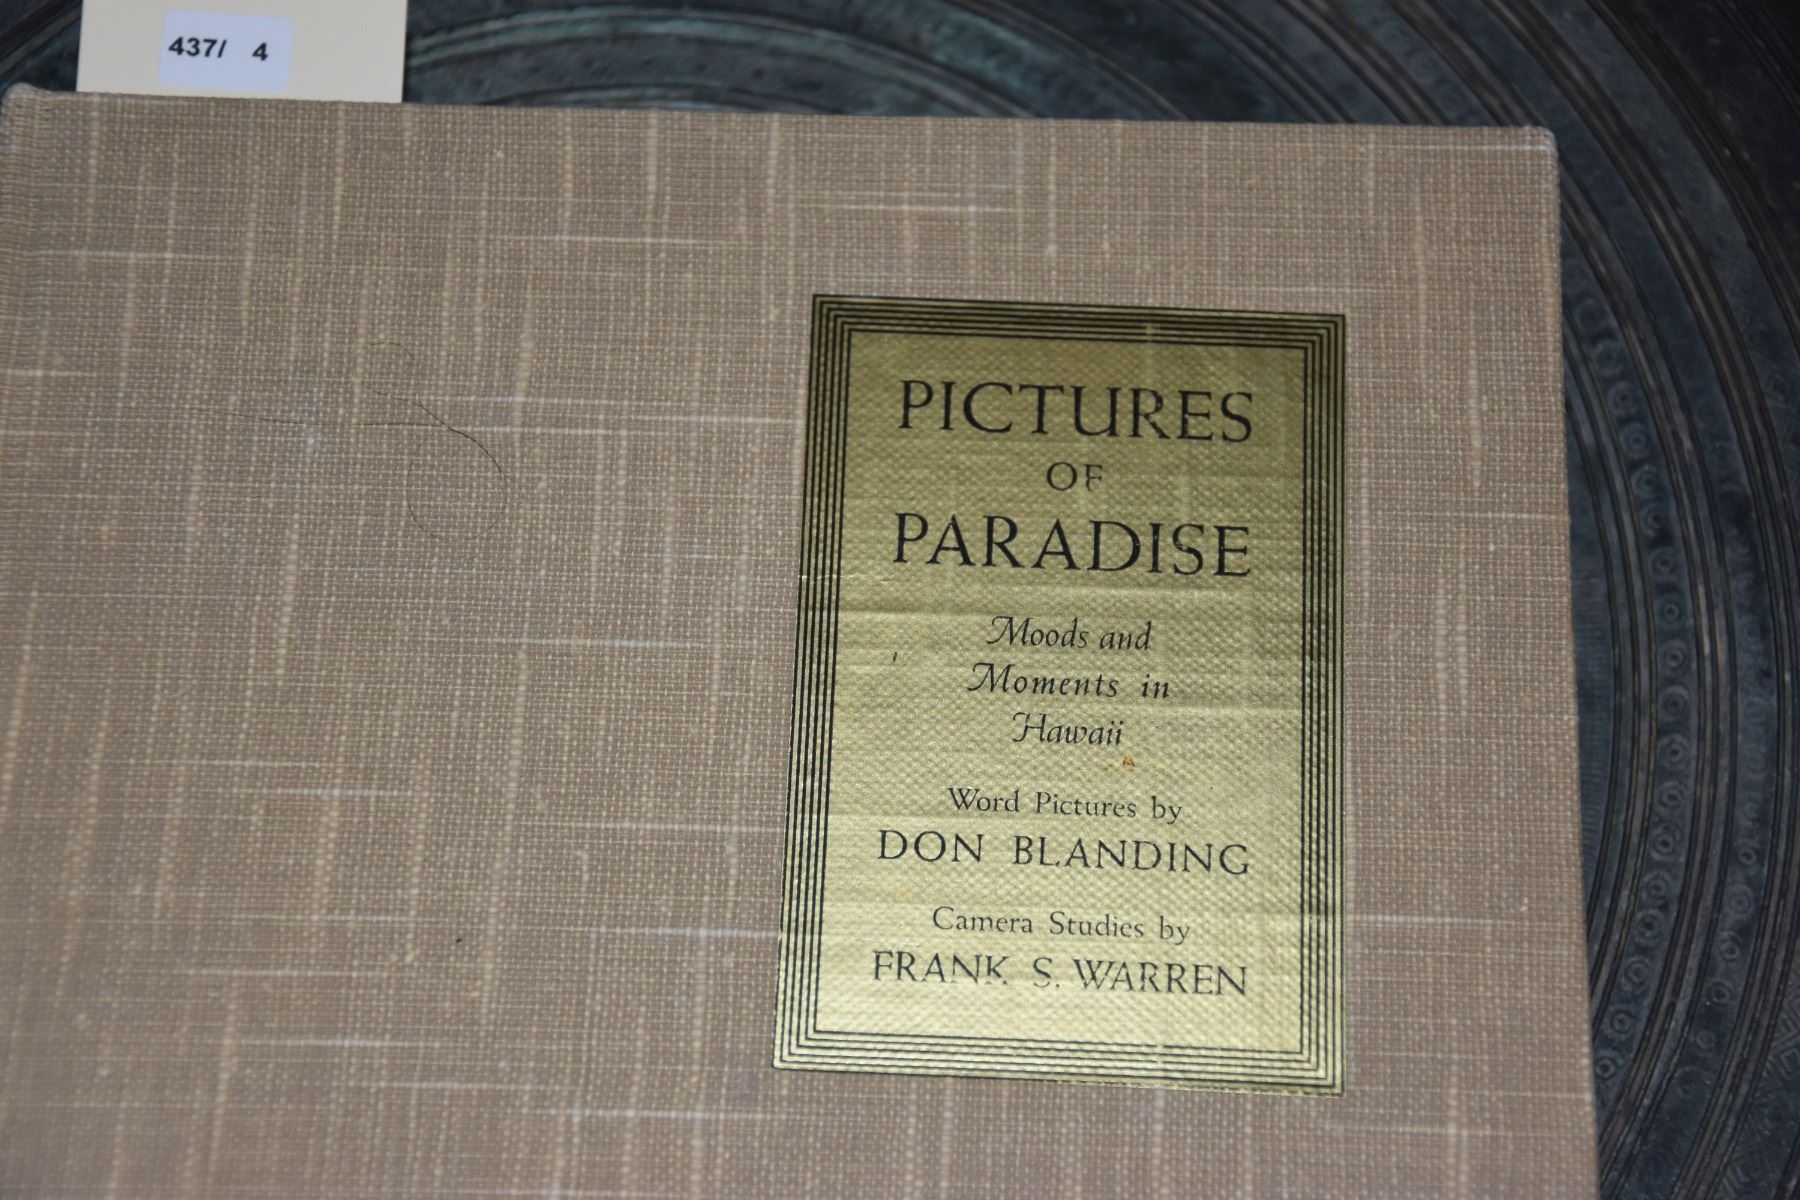 437/ 4
PICTURES
OF
PARADISE
Moods and
Moments in
Hawaii
Word Pictures by
DON BLANDING
Camera Studies by
FRANK S. WARREN